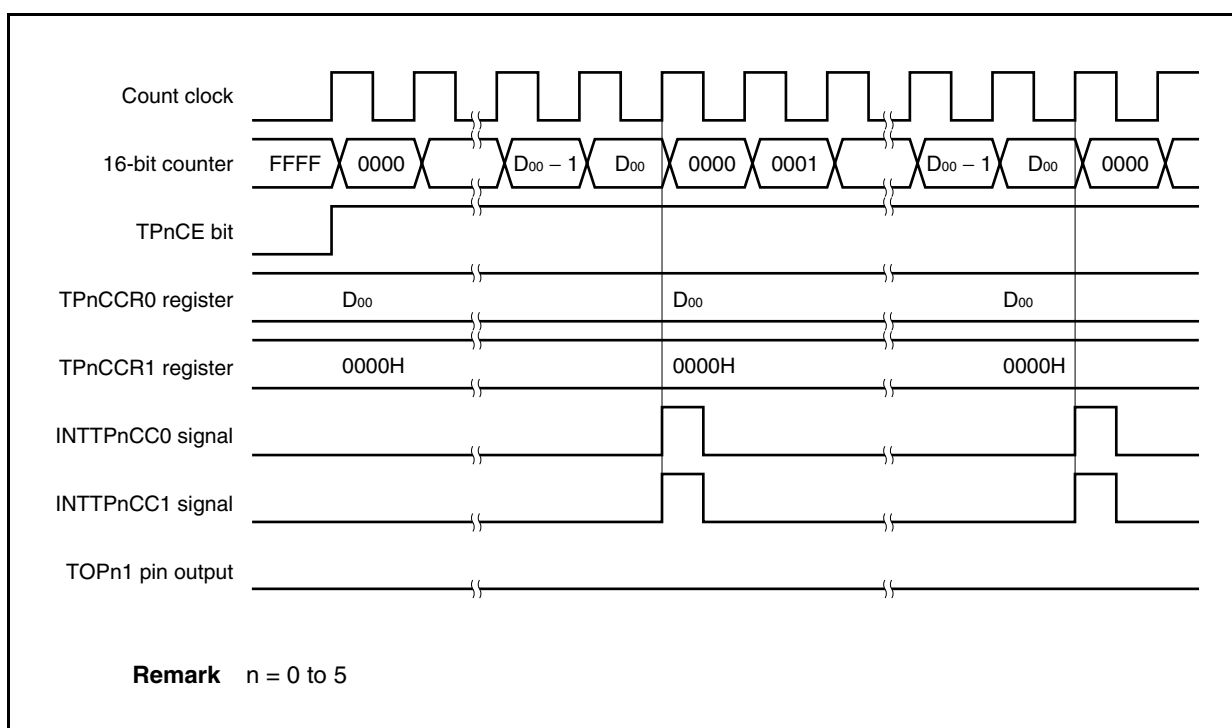 Count clock
16-bit counter FFFF 0000 D00 − 1 D00 0000 0001 D00 − 1 D00 0000
TPnCE bit
TPnCCR0 register D00 D00 D00
TPnCCR1 register 0000H 0000H 0000H
INTTPnCC0 signal
INTTPnCC1 signal
TOPn1 pin output
Remark n = 0 to 5